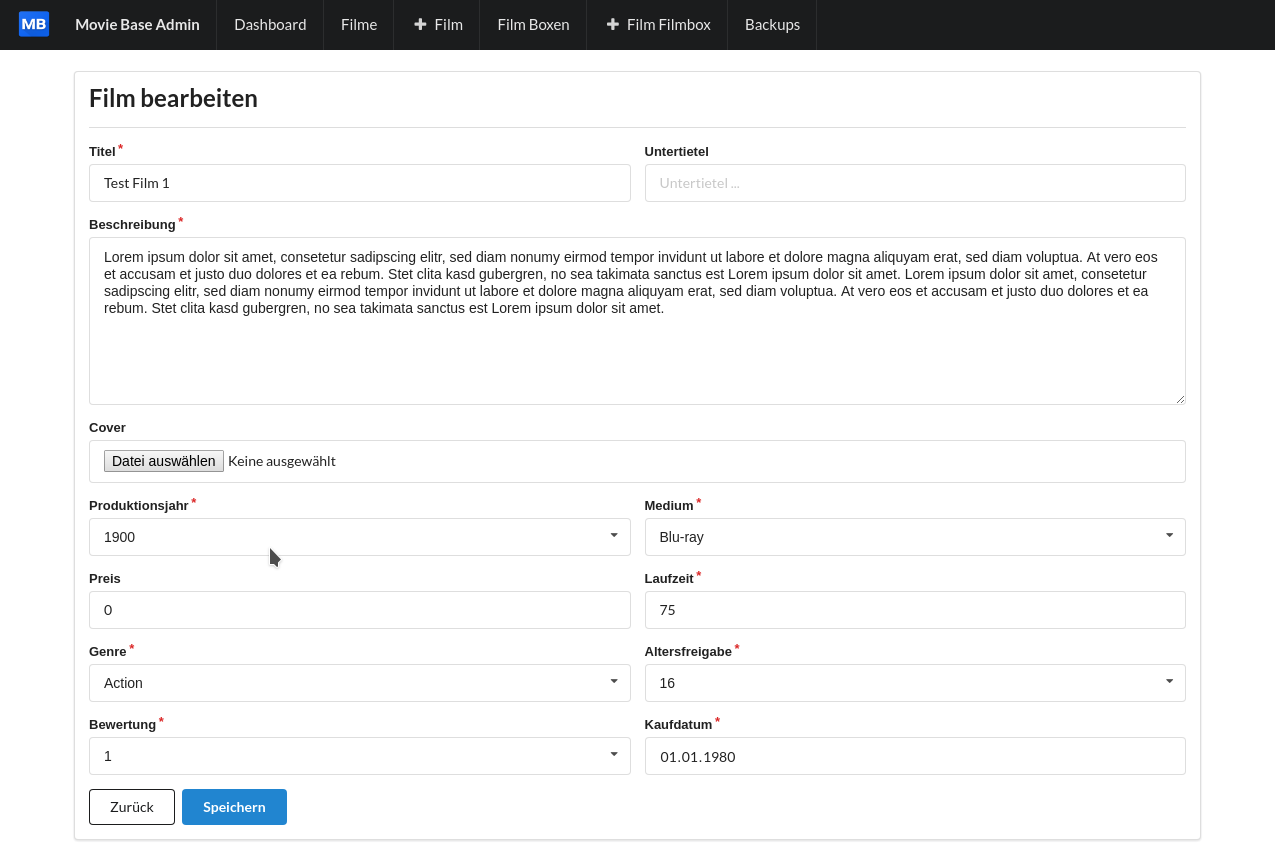 MB Movie Base Admin Dashboard Filme Film Film Boxen Film Filmbox Backups
Film bearbeiten
Titel * Untertietel
Test Film 1 Untertietel ...
Beschreibung *
Lorem ipsum dolor sit amet, consetetur sadipscing elitr, sed diam nonumy eirmod tempor invidunt ut labore et dolore magna aliquyam erat, sed diam voluptua. At vero eos
et accusam et justo duo dolores et ea rebum. Stet clita kasd gubergren, no sea takimata sanctus est Lorem ipsum dolor sit amet. Lorem ipsum dolor sit amet, consetetur
sadipscing elitr, sed diam nonumy eirmod tempor invidunt ut labore et dolore magna aliquyam erat, sed diam voluptua. At vero eos et accusam et justo duo dolores et ea
rebum. Stet clita kasd gubergren, no sea takimata sanctus est Lorem ipsum dolor sit amet.
Cover
Datei auswählen Keine ausgewählt
Produktionsjahr * Medium *
1900 Blu-ray
Preis Laufzeit *
0 75
Genre * Altersfreigabe *
Action 16
Bewertung * Kaufdatum *
1 01.01.1980
Zurück Speichern